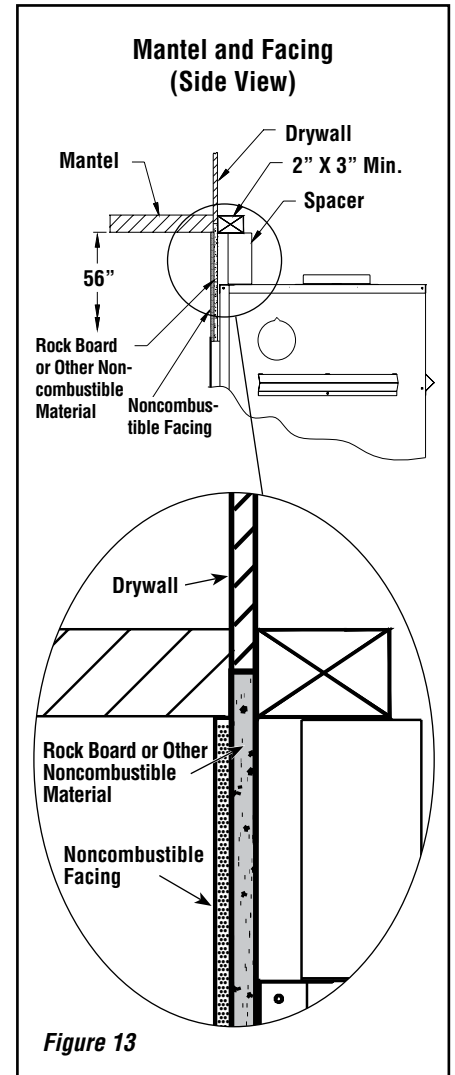 Mantel and Facing
(Side View)
Drywall
Mantel
2” X 3” Min.
Spacer
56”
Rock Board
or Other Non-
combustible
Material
Noncombus-
tible Facing
Drywall
Rock Board or Other
Noncombustible
Material
Noncombustible
Facing
Figure 13